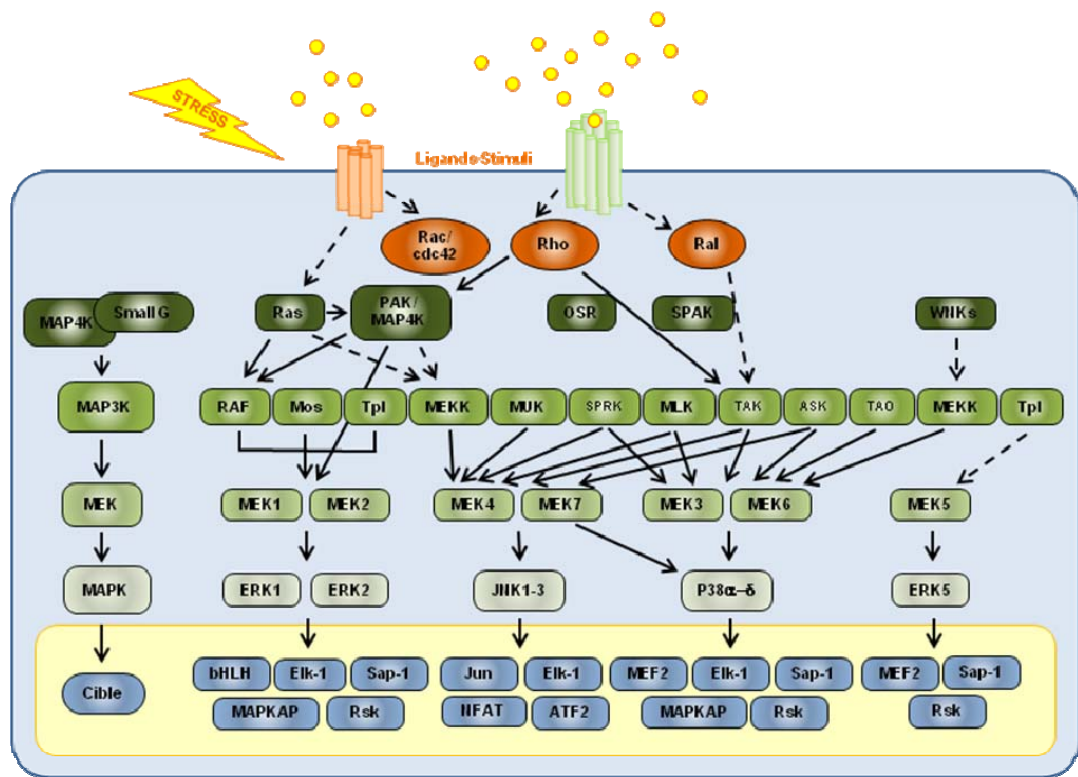 STRESS
Ligands-Stimuli
Rac/
cdc42
Rho
Ral
MAP4K
Small G
Ras
PAK/
MAP4K
OSR
SPAK
WNKs
MAP3K
RAF
Mos
Tpl
MEKK
MUK
SPRK
MLK
TAK
ASK
TAO
MEKK
Tpl
MEK
MEK1
MEK2
MEK4
MEK7
MEK3
MEK6
MEK5
MAPK
ERK1
ERK2
JNK1-3
P38α-δ
ERK5
Cible
bHLH
Elk-1
Sap-1
Jun
Elk-1
MEF2
Elk-1
Sap-1
MEF2
Sap-1
MAPKAP
Rsk
NFAT
ATF2
MAPKAP
Rsk
Rsk